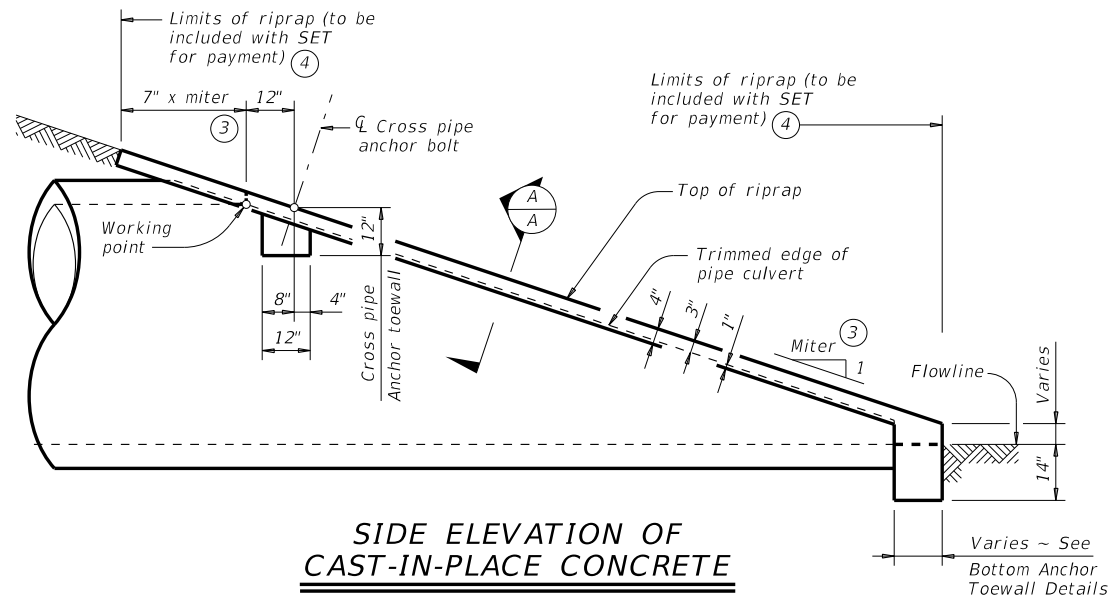 Limits of riprap (to be
included with SET
for payment) 4
7" x miter
12"
3
℄ Cross pipe
anchor bolt
Limits of riprap (to be
included with SET
for payment) 4
A
A
Top of riprap
Working
point
12"
Trimmed edge of
pipe culvert
8"
4"
12"
Cross pipe
Anchor toewall
4"
3"
1"
Miter 3
1
Flowline
Varies
14"
SIDE ELEVATION OF
CAST-IN-PLACE CONCRETE
Varies ~ See
Bottom Anchor
Toewall Details